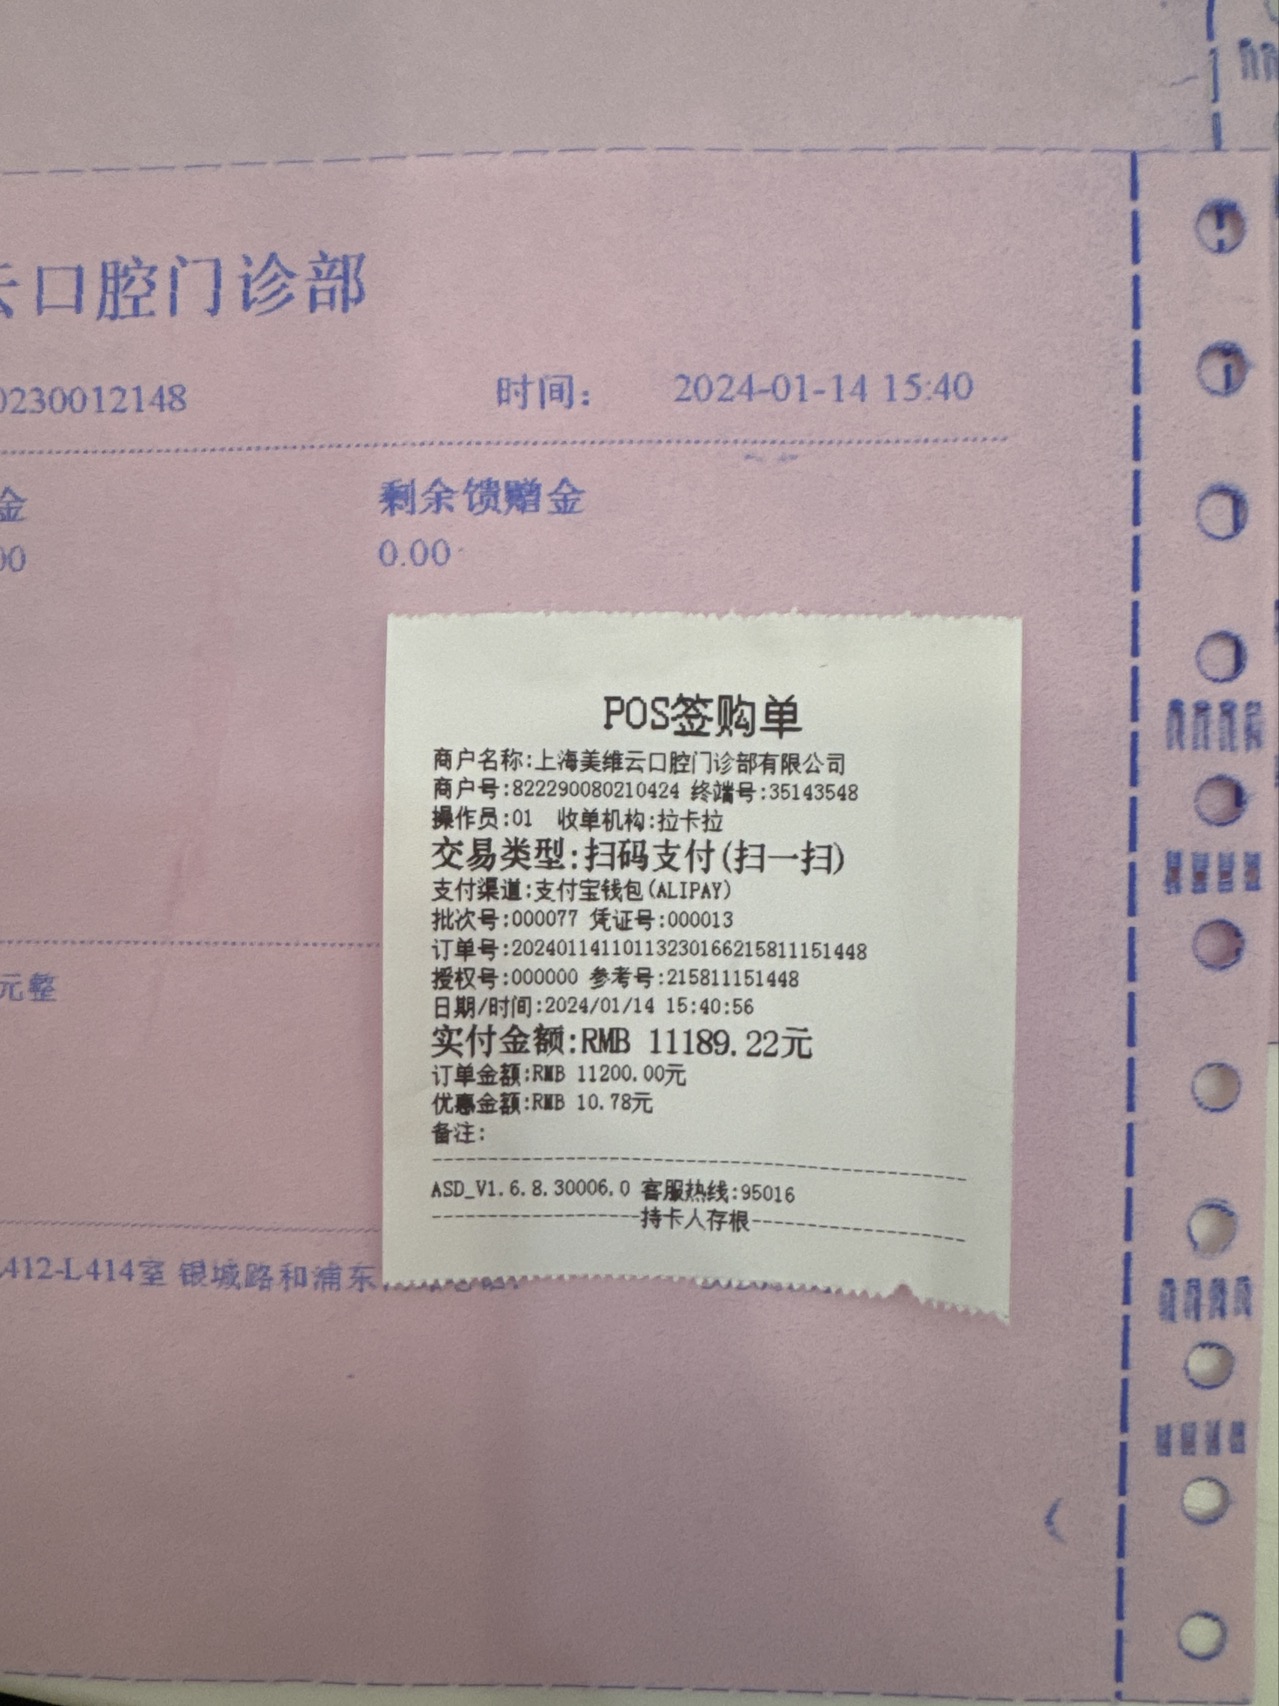 云口腔门诊部
0230012148 时间: 2024-01-14 15:40
金 剩余馈赠金
00 0.00
POS签购单
商户名称:上海美维云口腔门诊部有限公司
商户号:822290080210424 终端号:35143548
操作员:01 收单机构:拉卡拉
交易类型:扫码支付(扫一扫)
支付渠道:支付宝钱包(ALIPAY)
批次号:000077 凭证号:000013
订单号:20240114110113230166215811151448
授权号:000000 参考号:215811151448
日期/时间:2024/01/14 15:40:56
实付金额:RMB 11189.22元
订单金额:RMB 11200.00元
优惠金额:RMB 10.78元
备注:
元整
ASD_V1.6.8.30006.0 客服热线:95016
持卡人存根
412-L414室 银城路和浦东